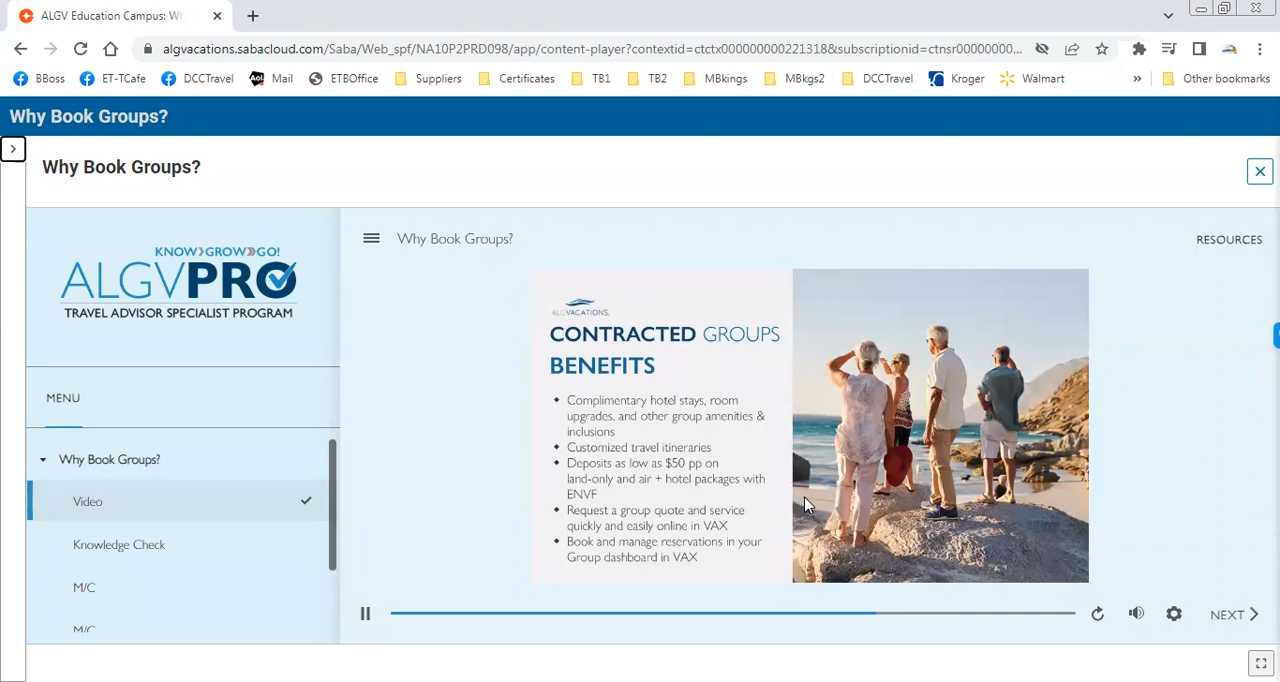 ALGV Education Campus: W
algvacations.sabacloud.com/Saba/Web_spf/NA10P2PRD098/app/content-player?contextid=ctctx000000000221318&subscriptionid=ctnsr00000000...
BBoss ET-TCafe DCCTravel Aol. Mail ETBOffice Suppliers Certificates TB1 TB2 MBkings MBkgs2 DCCTravel Kroger Walmart » Other bookmarks
Why Book Groups?
Why Book Groups?
KNOW GROW GO!
ALGVPRO
TRAVEL ADVISOR SPECIALIST PROGRAM
MENU
Why Book Groups?
Video
Knowledge Check
M/C
M/C
Why Book Groups?
RESOURCES
ALGVACATIONS.
CONTRACTED GROUPS
BENEFITS
Complimentary hotel stays, room
upgrades, and other group amenities &
inclusions
Customized travel itineraries
Deposits as low as $50 pp on
land-only and air + hotel packages with
ENVF
Request a group quote and service
quickly and easily online in VAX
Book and manage reservations in your
Group dashboard in VAX
NEXT